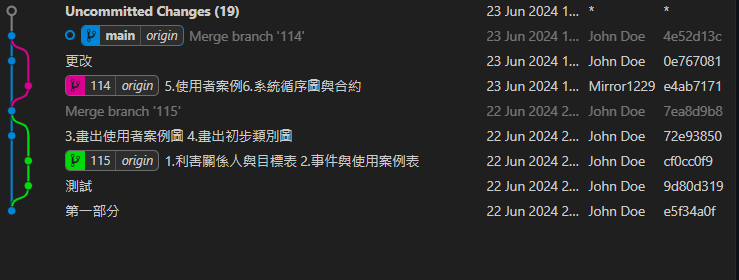 Uncommitted Changes (19) 23 Jun 2024 1... * *
main origin Merge branch '114' 23 Jun 2024 1... John Doe 4e52d13c
更改 23 Jun 2024 1... John Doe 0e767081
114 origin 5.使用者案例6.系統循序圖與合約 23 Jun 2024 1... Mirror1229 e4ab7171
Merge branch '115' 22 Jun 2024 2... John Doe 7ea8d9b8
3.畫出使用者案例圖 4.畫出初步類別圖 22 Jun 2024 2... John Doe 72e93850
115 origin 1.利害關係人與目標表 2.事件與使用案例表 22 Jun 2024 2... John Doe cf0cc0f9
測試 22 Jun 2024 2... John Doe 9d80d319
第一部分 22 Jun 2024 2... John Doe e5f34a0f